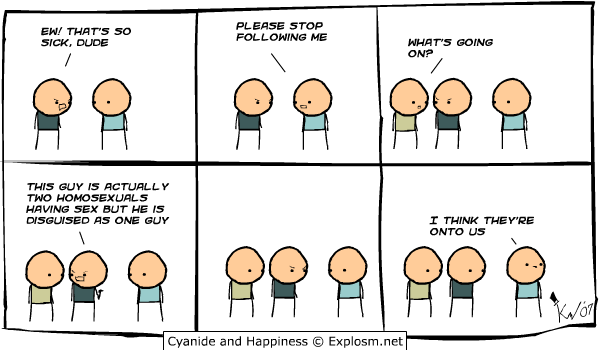 EW! THAT'S SO
SICK, DUDE
PLEASE STOP
FOLLOWING ME
WHAT'S GOING
ON?
THIS GUY IS ACTUALLY
TWO HOMOSEXUALS
HAVING SEX BUT HE IS
DISGUISED AS ONE GUY
I THINK THEY'RE
ONTO US
Cyanide and Happiness © Explosm.net